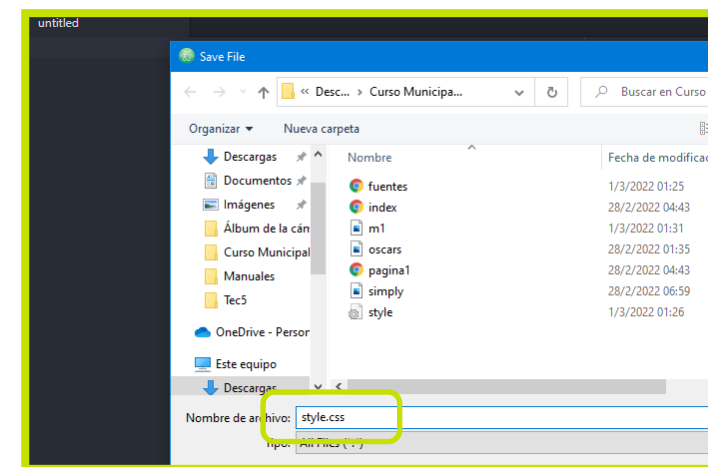 untitled
Save File
« Desc... › Curso Municipa...
Buscar en Curso
Organizar
Nueva carpeta
Descargas
Documentos
Imágenes
Álbum de la cán
Curso Municipal
Manuales
Tec5
OneDrive - Person
Este equipo
Descargas
Nombre
Fecha de modificac
fuentes
1/3/2022 01:25
index
28/2/2022 04:43
m1
1/3/2022 01:31
oscars
28/2/2022 01:35
pagina1
28/2/2022 04:43
simply
28/2/2022 06:59
style
1/3/2022 01:26
Nombre de archivo: style.css
Tipo: All Files (*.*)